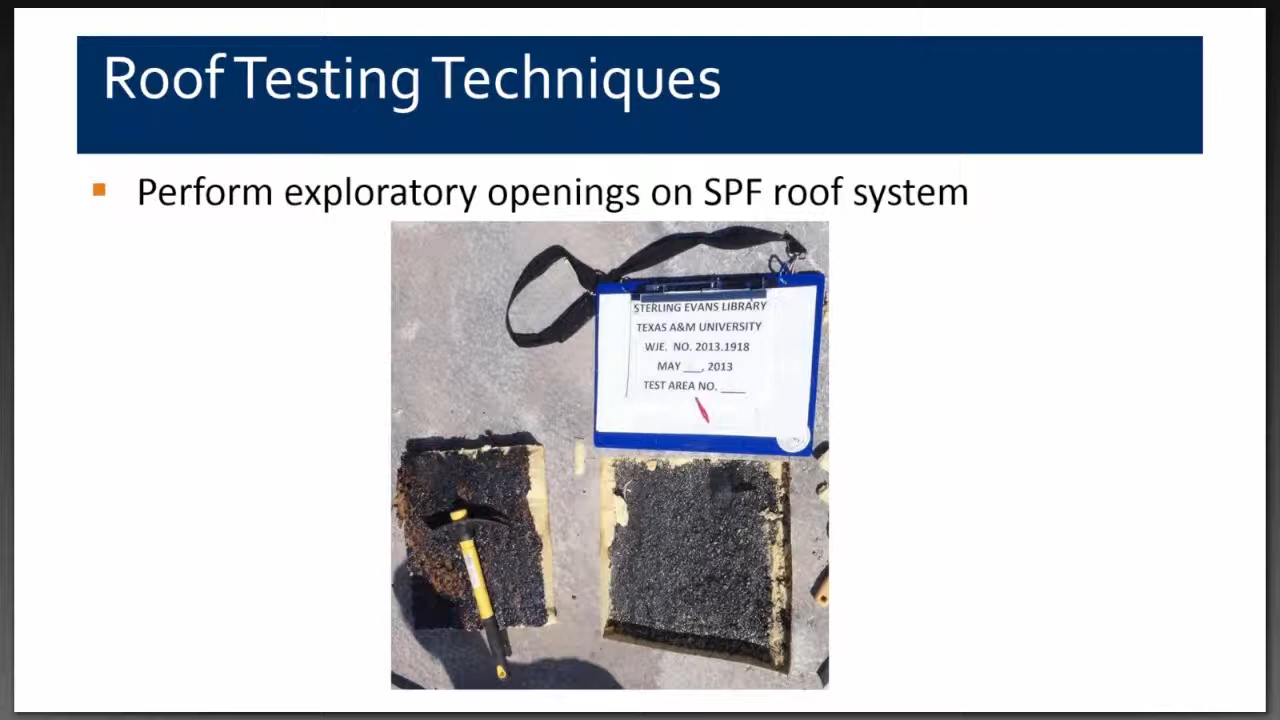 Roof Testing Techniques
Perform exploratory openings on SPF roof system
STERLING EVANS LIBRARY
TEXAS A&M UNIVERSITY
WJE. NO. 2013.1918
MAY ___, 2013
TEST AREA NO. ____